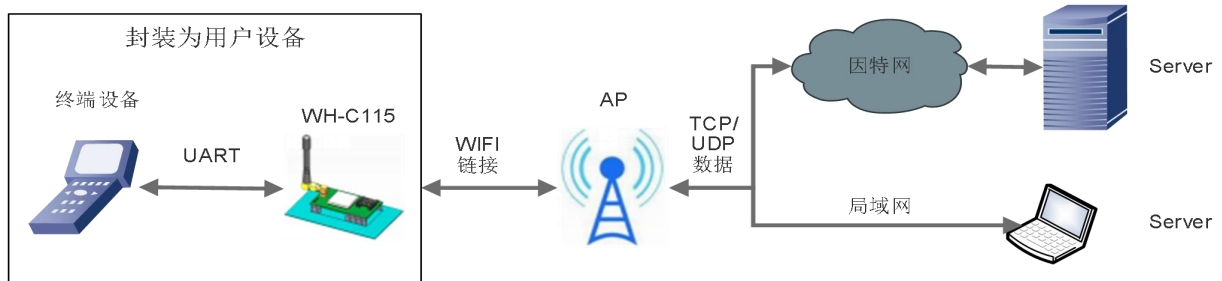 封装为用户设备
终端设备
WH-C115
UART
WIFI
链接
AP
TCP/
UDP
数据
因特网
Server
局域网
Server